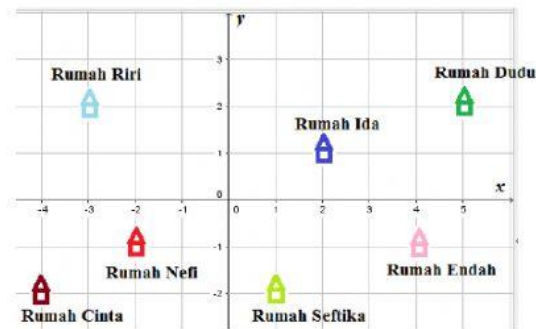 y
3
Rumah Riri
Rumah Dudu
2
Rumah Ida
1
x
0
-4 -3 -2 -1 0 1 2 3 4 5
-1
Rumah Nefi
Rumah Endah
-2
Rumah Cinta
Rumah Seftika